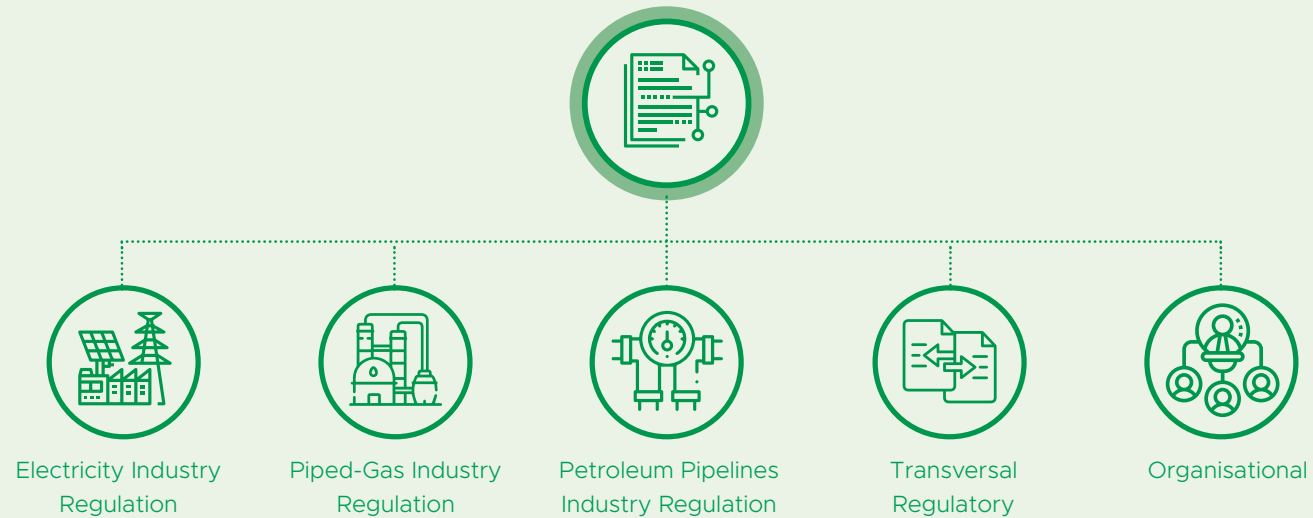 Electricity Industry
Regulation
Piped-Gas Industry
Regulation
Petroleum Pipelines
Industry Regulation
Transversal
Regulatory
Organisational